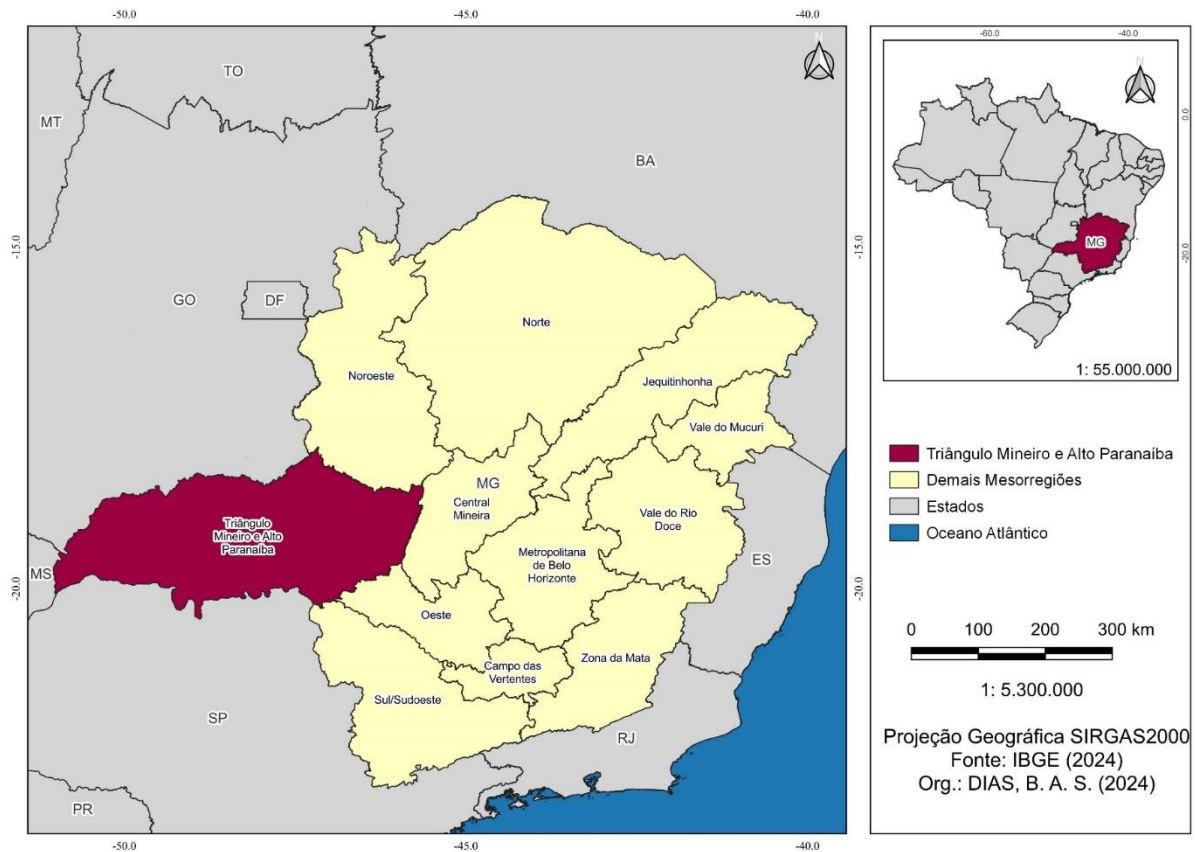 -50.0
-45.0
-40.0
N
TO
MT
BA
-15.0
-15.0
GO
DF
Norte
Noroeste
Jequitinhonha
Vale do Mucuri
MG
Central
Mineira
Vale do Rio
Doce
Triângulo
Mineiro e Alto
Paranaíba
Metropolitana
de Belo
Horizonte
ES
MS
-20.0
-20.0
Oeste
Zona da Mata
Campo das
Vertentes
Sul/Sudoeste
SP
RJ
PR
-50.0
-45.0
-40.0
-60.0
-40.0
N
0.0
MG
-20.0
1: 55.000.000
Triângulo Mineiro e Alto Paranaíba
Demais Mesorregiões
Estados
Oceano Atlântico
0 100 200 300 km
1: 5.300.000
Projeção Geográfica SIRGAS2000
Fonte: IBGE (2024)
Org.: DIAS, B. A. S. (2024)